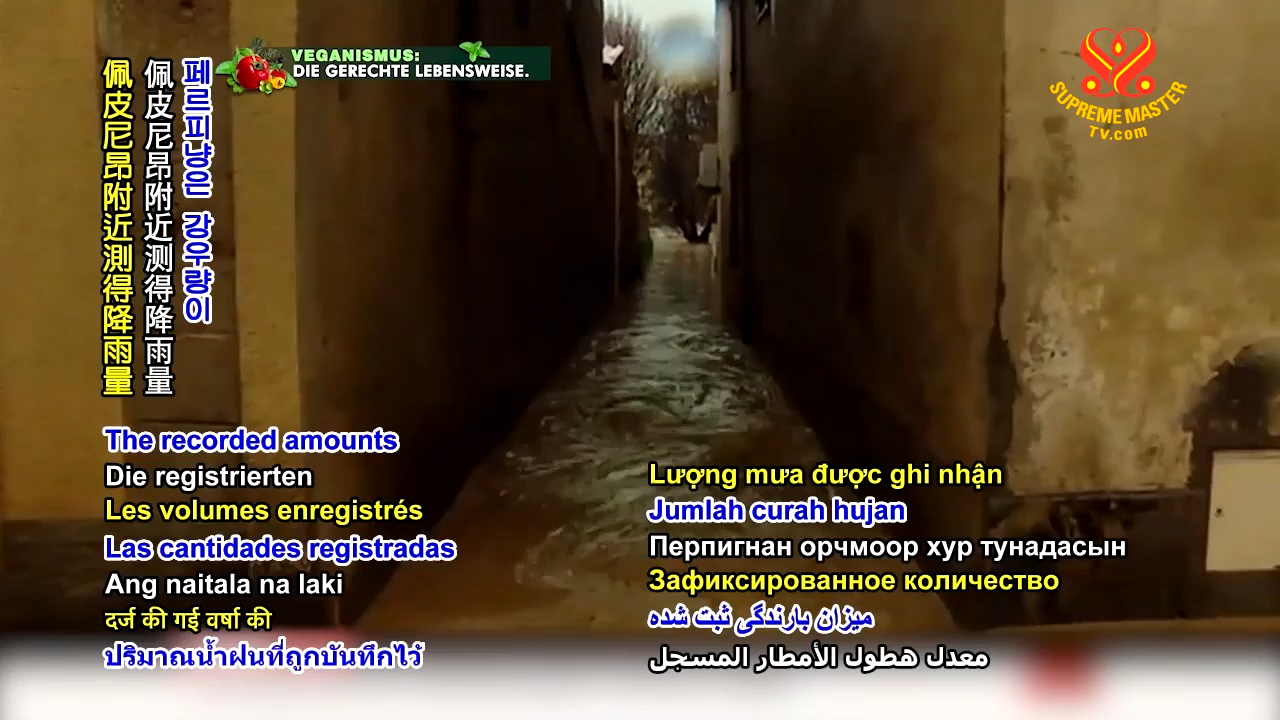 VEGANISMUS:
DIE GERECHTE LEBENSWEISE.
SUPREME MASTER
TV.com
페르피냥은 강우량이
佩皮尼昂附近测得降雨量
佩皮尼昂附近測得降雨量
The recorded amounts
Die registrierten
Les volumes enregistrés
Las cantidades registradas
Ang naitala na laki
दर्ज की गई वर्षा की
ปริมาณน้ำฝนที่ถูกบันทึกไว้
Lượng mưa được ghi nhận
Jumlah curah hujan
Перпигнан орчмоор хур тунадасын
Зафиксированное количество
میزان بارندگی ثبت شده
معدل هطول الأمطار المسجل